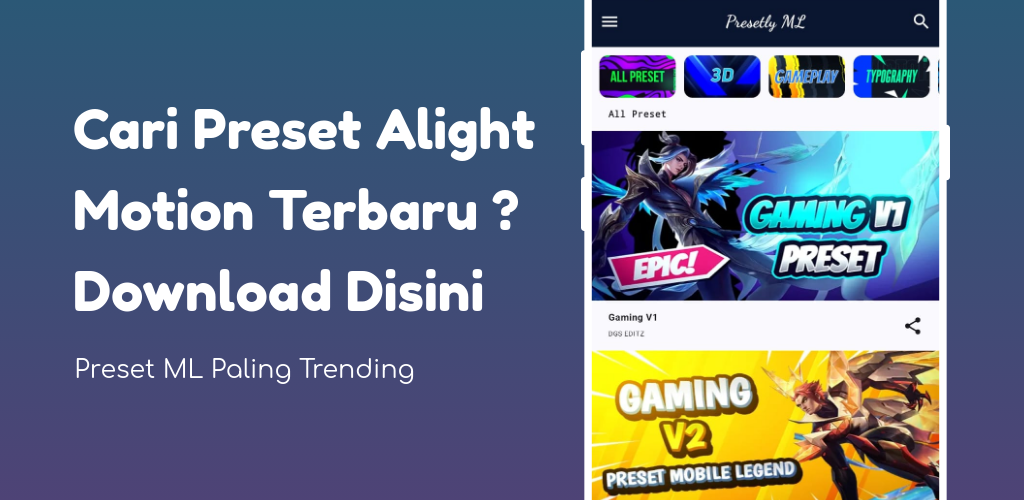 Cari Preset Alight
Motion Terbaru ?
Download Disini
Preset ML Paling Trending
Presetly ML
ALL PRESET
3D
GAMEPLAY
TYPOGRAPHY
All Preset
GAMING V1
PRESET
EPIC!
Gaming V1
DGS EDITZ
GAMING
V2
PRESET MOBILE LEGEND